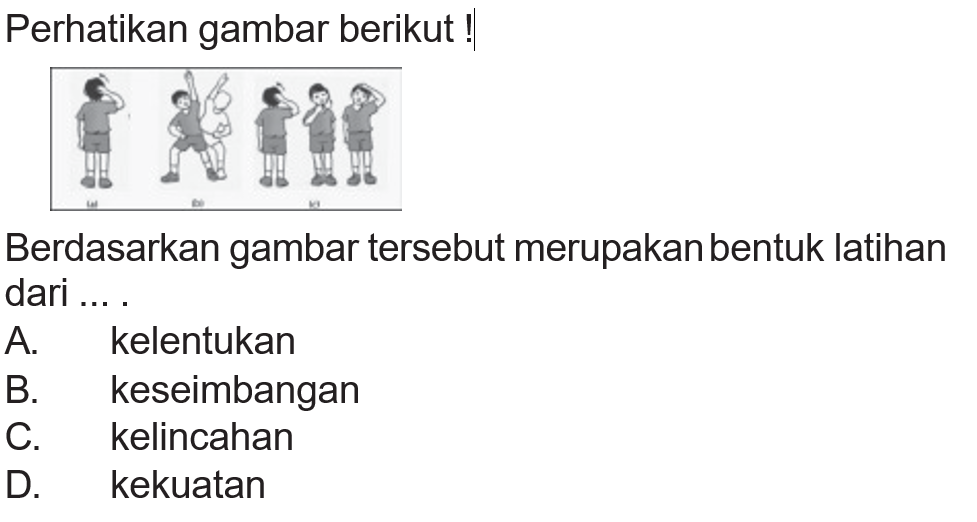 Perhatikan gambar berikut !
(a) (b) (c)
Berdasarkan gambar tersebut merupakan bentuk latihan
dari ... .
A. kelentukan
B. keseimbangan
C. kelincahan
D. kekuatan